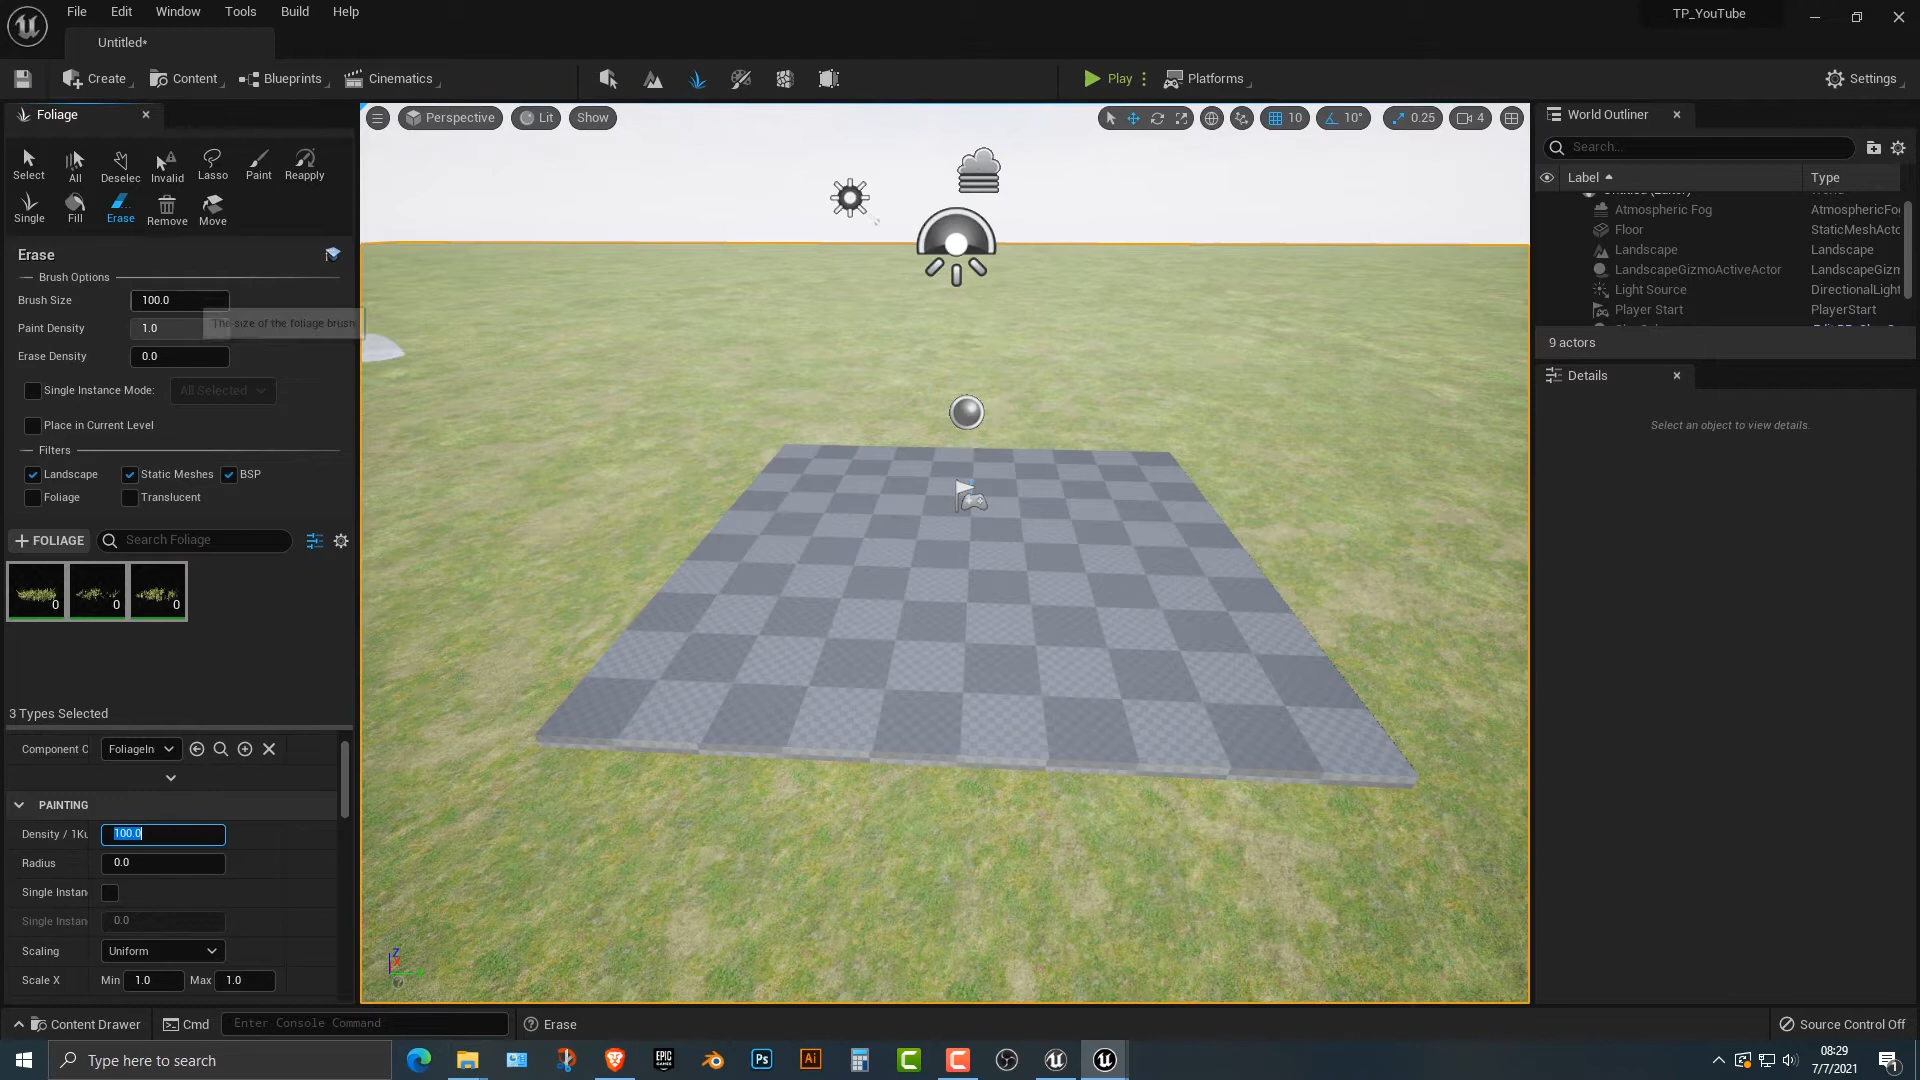 File Edit Window Tools Build Help
TP_YouTube
Untitled*
Create Content Blueprints Cinematics Play Platforms Settings
Foliage
Perspective Lit Show 10 10° 0.25 4
World Outliner
Search...
Select All Deselec Invalid Lasso Paint Reapply
Label Type
Single Fill Erase Remove Move
Atmospheric Fog AtmosphericFo
Floor StaticMeshActo
Landscape Landscape
LandscapeGizmoActiveActor LandscapeGizn
Light Source DirectionalLight
Player Start PlayerStart
9 actors
Details
Select an object to view details.
Erase
Brush Options
Brush Size 100.0
Paint Density 1.0 The size of the foliage brush
Erase Density 0.0
Single Instance Mode: All Selected
Place in Current Level
Filters
Landscape Static Meshes BSP
Foliage Translucent
FOLIAGE Search Foliage
0 0 0
3 Types Selected
Component C FoliageIn
PAINTING
Density / 1Ku 100.0
Radius 0.0
Single Instan
Single Instan 0.0
Scaling Uniform
Scale X Min 1.0 Max 1.0
Z
Content Drawer Cmd Enter Console Command Erase Source Control Off
Type here to search
EPIC GAMES Ps Ai
08:29
7/7/2021
1